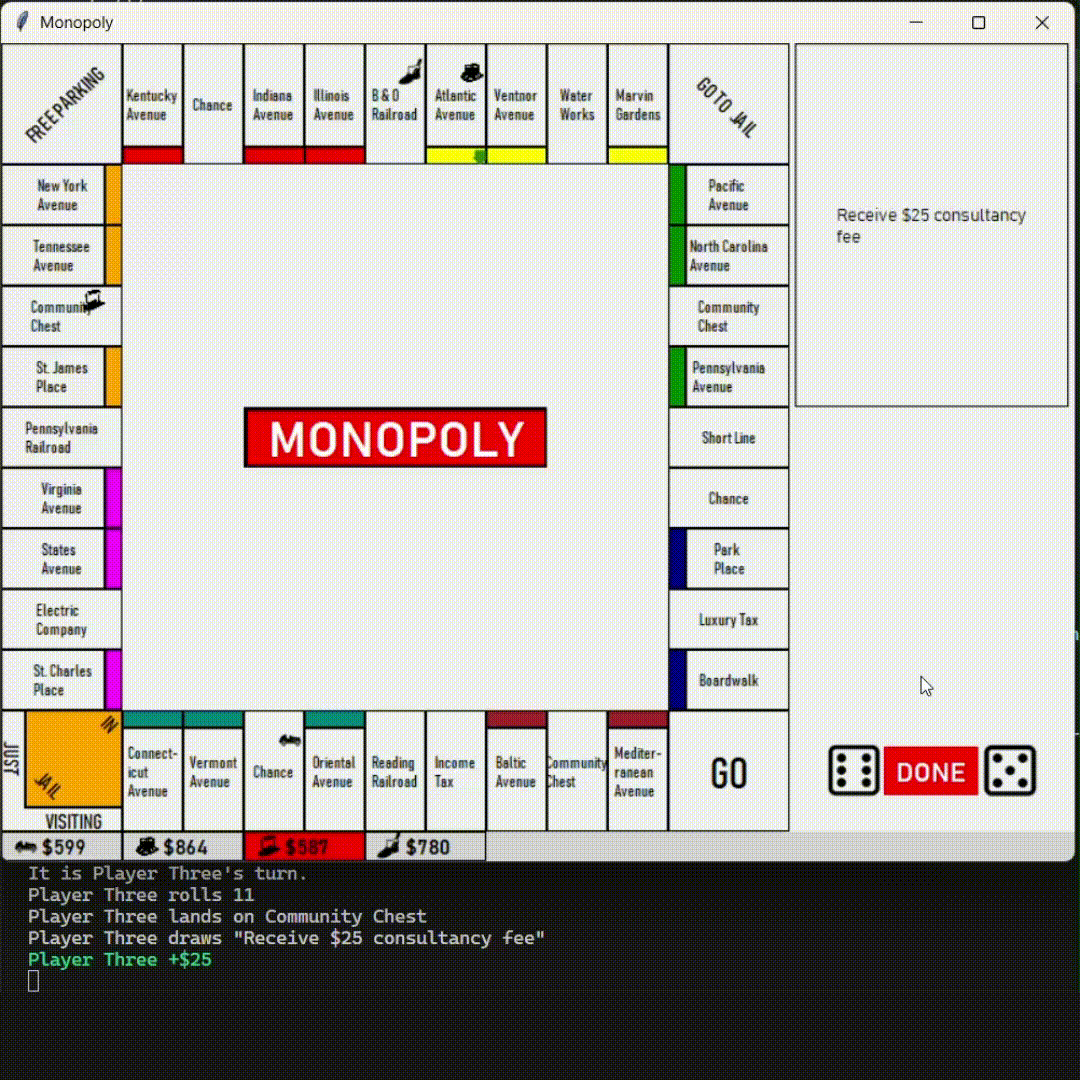 Monopoly
FREE PARKING
Kentucky
Avenue
Chance
Indiana
Avenue
Illinois
Avenue
B & O
Railroad
Atlantic
Avenue
Ventnor
Avenue
Water
Works
Marvin
Gardens
GO TO JAIL
New York
Avenue
Tennessee
Avenue
Community
Chest
St. James
Place
Pennsylvania
Railroad
Virginia
Avenue
States
Avenue
Electric
Company
St. Charles
Place
Pacific
Avenue
North Carolina
Avenue
Community
Chest
Pennsylvania
Avenue
Short Line
Chance
Park
Place
Luxury Tax
Boardwalk
Receive $25 consultancy
fee
MONOPOLY
JUST
IN
JAIL
VISITING
Connect-
icut
Avenue
Vermont
Avenue
Chance
Oriental
Avenue
Reading
Railroad
Income
Tax
Baltic
Avenue
Community
Chest
Mediter-
ranean
Avenue
GO
DONE
$599
$864
$587
$780
It is Player Three's turn.
Player Three rolls 11
Player Three lands on Community Chest
Player Three draws "Receive $25 consultancy fee"
Player Three +$25